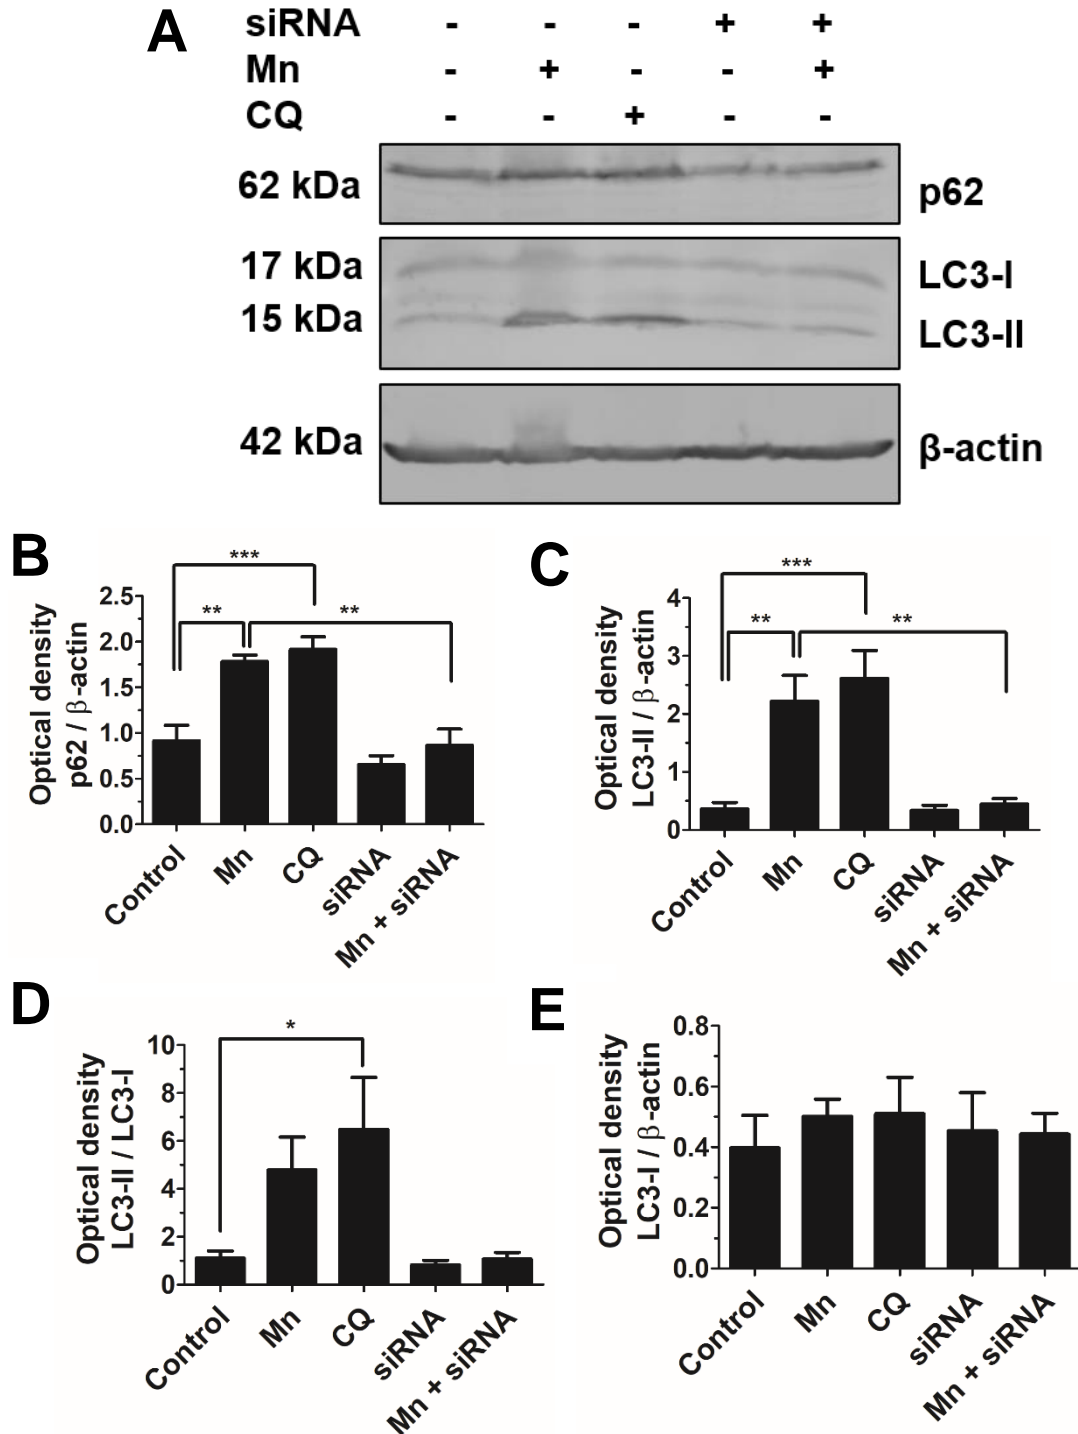 A
siRNA - - - + +
Mn - + - - +
CQ - - + - -
62 kDa p62
17 kDa LC3-I
15 kDa LC3-II
42 kDa β-actin
B
Optical density
p62 / β-actin
2.5
2.0
1.5
1.0
0.5
0.0
***
** **
Control Mn CQ siRNA Mn + siRNA
C
Optical density
LC3-II / β-actin
4
3
2
1
0
***
** **
Control Mn CQ siRNA Mn + siRNA
D
Optical density
LC3-II / LC3-I
10
8
6
4
2
0
*
Control Mn CQ siRNA Mn + siRNA
E
Optical density
LC3-I / β-actin
0.8
0.6
0.4
0.2
0.0
Control Mn CQ siRNA Mn + siRNA